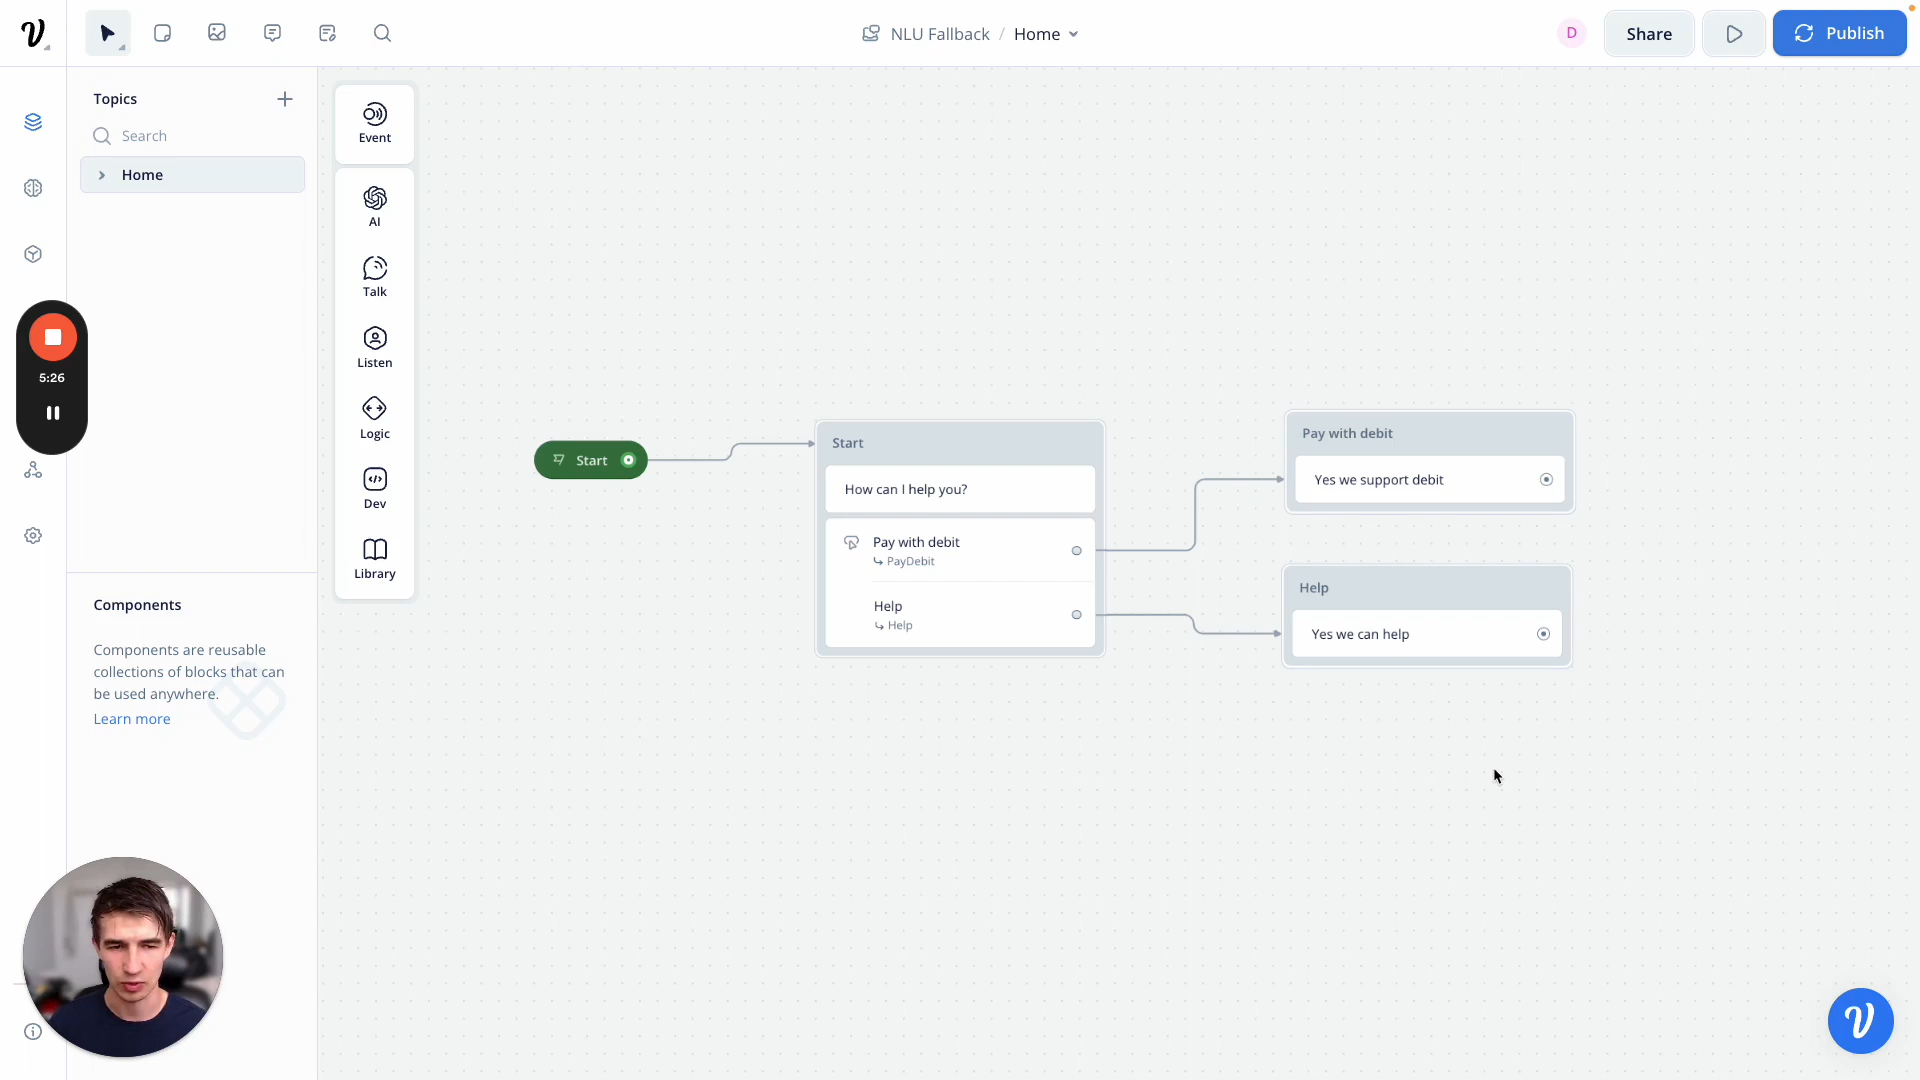 NLU Fallback / Home
D
Share
Publish
Topics
Search
Home
5:26
Components
Components are reusable
collections of blocks that can
be used anywhere.
Learn more
Event
AI
Talk
Listen
Logic
Dev
Library
Start
Start
How can I help you?
Pay with debit
PayDebit
Help
Help
Pay with debit
Yes we support debit
Help
Yes we can help